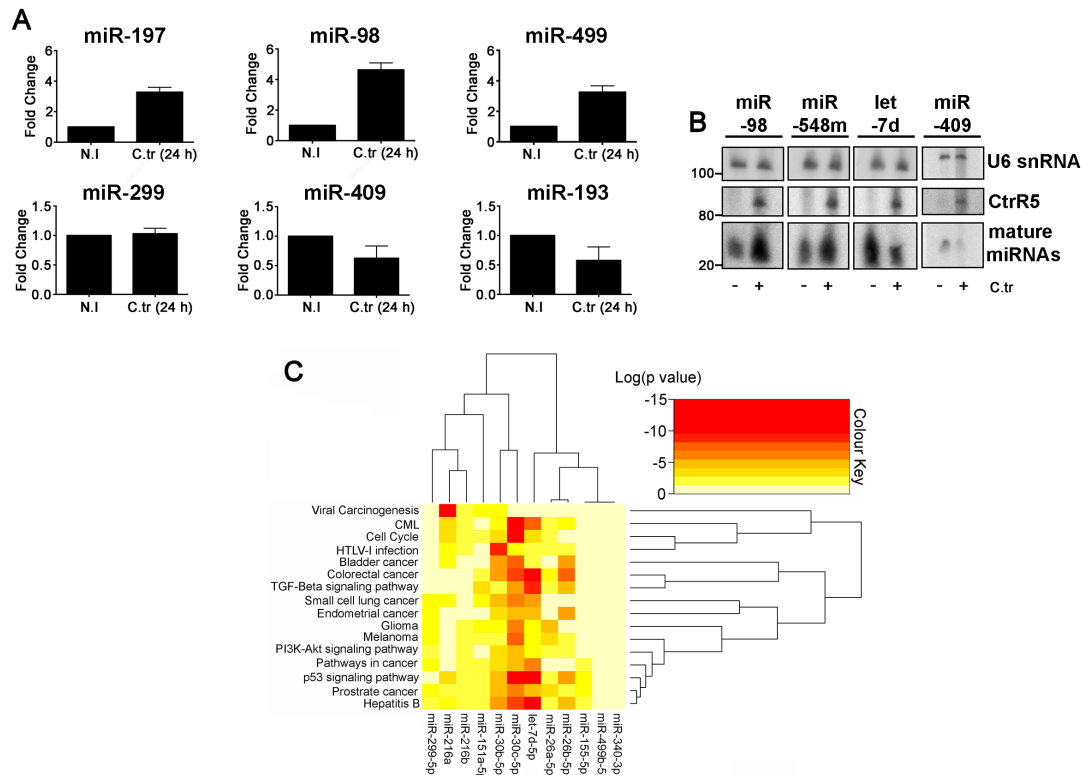 A
miR-197
Fold Change
6
4
2
0
N.I
C.tr (24 h)
miR-98
Fold Change
6
4
2
0
N.I
C.tr (24 h)
miR-499
Fold Change
6
4
2
0
N.I
C.tr (24 h)
miR-299
Fold Change
1.5
1.0
0.5
0.0
N.I
C.tr (24 h)
miR-409
Fold Change
1.5
1.0
0.5
0.0
N.I
C.tr (24 h)
miR-193
Fold Change
1.5
1.0
0.5
0.0
N.I
C.tr (24 h)
B
miR
-98
miR
-548m
let
-7d
miR
-409
100
U6 snRNA
80
CtrR5
20
mature
miRNAs
- + - + - + - + C.tr
C
Log(p value)
-15
-10
-5
0
Colour Key
Viral Carcinogenesis
CML
Cell Cycle
HTLV-I infection
Bladder cancer
Colorectal cancer
TGF-Beta signaling pathway
Small cell lung cancer
Endometrial cancer
Glioma
Melanoma
PI3K-Akt signaling pathway
Pathways in cancer
p53 signaling pathway
Prostrate cancer
Hepatitis B
miR-299-5p
miR-216a
miR-216b
miR-151a-5p
miR-30b-5p
miR-30c-5p
let-7d-5p
miR-26a-5p
miR-26b-5p
miR-155-5p
miR-499b-5
miR-340-3p